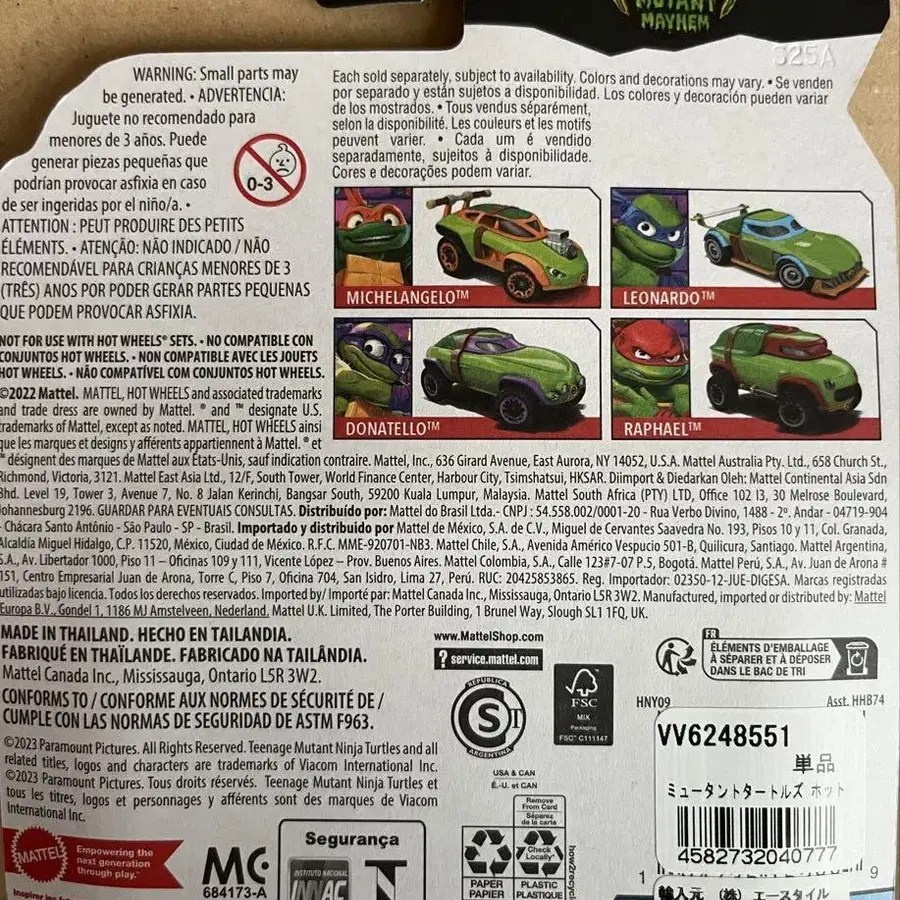 MUTANT
MAYHEM
S25A
WARNING: Small parts may
be generated. • ADVERTENCIA:
Juguete no recomendado para
menores de 3 años. Puede
generar piezas pequeñas que
podrían provocar asfixia en caso
de ser ingeridas por el niño/a. •
ATTENTION : PEUT PRODUIRE DES PETITS
ÉLÉMENTS. • ATENÇÃO: NÃO INDICADO / NÃO
RECOMENDÁVEL PARA CRIANÇAS MENORES DE 3
(TRÊS) ANOS POR PODER GERAR PARTES PEQUENAS
QUE PODEM PROVOCAR ASFIXIA.
0-3
Each sold separately, subject to availability. Colors and decorations may vary. • Se venden
por separado y están sujetos a disponibilidad. Los colores y decoración pueden variar
de los mostrados. • Tous vendus séparément,
selon la disponibilité. Les couleurs et les motifs
peuvent varier. • Cada um é vendido
separadamente, sujeitos à disponibilidade.
Cores e decorações podem variar.
MICHELANGELO™
LEONARDO™
DONATELLO™
RAPHAEL™
NOT FOR USE WITH HOT WHEELS® SETS. • NO COMPATIBLE CON
CONJUNTOS HOT WHEELS. • NON COMPATIBLE AVEC LES JOUETS
HOT WHEELS. • NÃO COMPATÍVEL COM CONJUNTOS HOT WHEELS.
©2022 Mattel. MATTEL, HOT WHEELS and associated trademarks
and trade dress are owned by Mattel. ® and ™ designate U.S.
trademarks of Mattel, except as noted. MATTEL, HOT WHEELS ainsi
que les marques et designs y afférents appartiennent à Mattel. ® et
™ désignent des marques de Mattel aux États-Unis, sauf indication contraire. Mattel, Inc., 636 Girard Avenue, East Aurora, NY 14052, U.S.A. Mattel Australia Pty. Ltd., 658 Church St.,
Richmond, Victoria, 3121. Mattel East Asia Ltd., 12/F, South Tower, World Finance Center, Harbour City, Tsimshatsui, HKSAR. Diimport & Diedarkan Oleh: Mattel Continental Asia Sdn
Bhd. Level 19, Tower 3, Avenue 7, No. 8 Jalan Kerinchi, Bangsar South, 59200 Kuala Lumpur, Malaysia. Mattel South Africa (PTY) LTD, Office 102 I3, 30 Melrose Boulevard,
Johannesburg 2196. GUARDAR PARA EVENTUAIS CONSULTAS. Distribuído por: Mattel do Brasil Ltda.- CNPJ : 54.558.002/0001-20 - Rua Verbo Divino, 1488 - 2º. Andar - 04719-904
- Chácara Santo Antônio - São Paulo - SP - Brasil. Importado y distribuido por Mattel de México, S.A. de C.V., Miguel de Cervantes Saavedra No. 193, Pisos 10 y 11, Col. Granada,
Alcaldía Miguel Hidalgo, C.P. 11520, México, Ciudad de México. R.F.C. MME-920701-NB3. Mattel Chile, S.A., Avenida Américo Vespucio 501-B, Quilicura, Santiago. Mattel Argentina,
S.A., Av. Libertador 1000, Piso 11 – Oficinas 109 y 111, Vicente López – Prov. Buenos Aires. Mattel Colombia, S.A., Calle 123#7-07 P.5, Bogotá. Mattel Perú, S.A., Av. Juan de Arona #
151, Centro Empresarial Juan de Arona, Torre C, Piso 7, Oficina 704, San Isidro, Lima 27, Perú. RUC: 20425853865. Reg. Importador: 02350-12-JUE-DIGESA. Marcas registradas
utilizadas bajo licencia. Todos los derechos reservados. Imported by/ Importé par: Mattel Canada Inc., Mississauga, Ontario L5R 3W2. Manufactured, imported or distributed by: Mattel
Europa B.V., Gondel 1, 1186 MJ Amstelveen, Nederland. Mattel U.K. Limited, The Porter Building, 1 Brunel Way, Slough SL1 1FQ, UK.
MADE IN THAILAND. HECHO EN TAILANDIA.
FABRIQUÉ EN THAÏLANDE. FABRICADO NA TAILÂNDIA.
Mattel Canada Inc., Mississauga, Ontario L5R 3W2.
CONFORMS TO / CONFORME AUX NORMES DE SÉCURITÉ DE /
CUMPLE CON LAS NORMAS DE SEGURIDAD DE ASTM F963.
©2023 Paramount Pictures. All Rights Reserved. Teenage Mutant Ninja Turtles and all
related titles, logos and characters are trademarks of Viacom International Inc.
©2023 Paramount Pictures. Tous droits réservés. Teenage Mutant Ninja Turtles et
tous les titres, logos et personnages y afférents sont des marques de Viacom
International Inc.
www.MattelShop.com
? service.mattel.com
REPUBLICA
S
ARGENTINA
FSC
MIX
Packaging
FSC® C111147
FR
ÉLÉMENTS D'EMBALLAGE
À SÉPARER ET À DÉPOSER
DANS LE BAC DE TRI
HNY09
Asst. HHB74
VV6248551
単品
ミュータントタートルズ ホット
4582732040777
1
9
輸入元 (株) エースタイル
USA & CAN
É.-U. et CAN
Remove
From Card
Séparez
de la carte
Check
Locally*
PAPER
PAPIER
PLASTIC
PLASTIQUE
how2recycl
MATTEL
Empowering the
next generation
through play.™
MC
684173-A
Segurança
INSTITUTO NACIONAL
INNAC